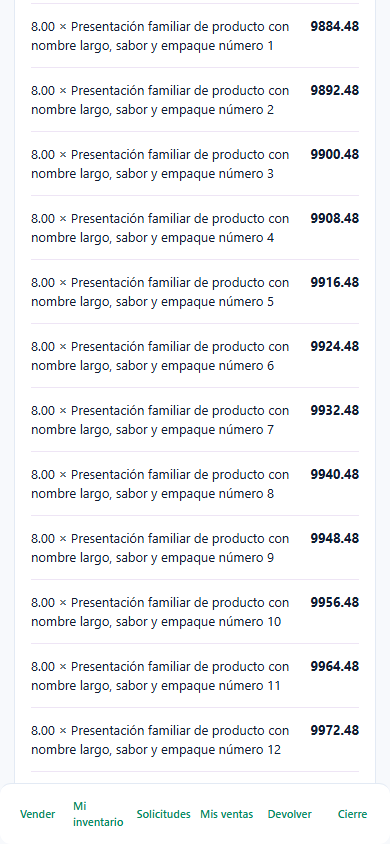 8.00 × Presentación familiar de producto con 9884.48
nombre largo, sabor y empaque número 1
8.00 × Presentación familiar de producto con 9892.48
nombre largo, sabor y empaque número 2
8.00 × Presentación familiar de producto con 9900.48
nombre largo, sabor y empaque número 3
8.00 × Presentación familiar de producto con 9908.48
nombre largo, sabor y empaque número 4
8.00 × Presentación familiar de producto con 9916.48
nombre largo, sabor y empaque número 5
8.00 × Presentación familiar de producto con 9924.48
nombre largo, sabor y empaque número 6
8.00 × Presentación familiar de producto con 9932.48
nombre largo, sabor y empaque número 7
8.00 × Presentación familiar de producto con 9940.48
nombre largo, sabor y empaque número 8
8.00 × Presentación familiar de producto con 9948.48
nombre largo, sabor y empaque número 9
8.00 × Presentación familiar de producto con 9956.48
nombre largo, sabor y empaque número 10
8.00 × Presentación familiar de producto con 9964.48
nombre largo, sabor y empaque número 11
8.00 × Presentación familiar de producto con 9972.48
nombre largo, sabor y empaque número 12
Vender
Mi
inventario
Solicitudes
Mis ventas
Devolver
Cierre